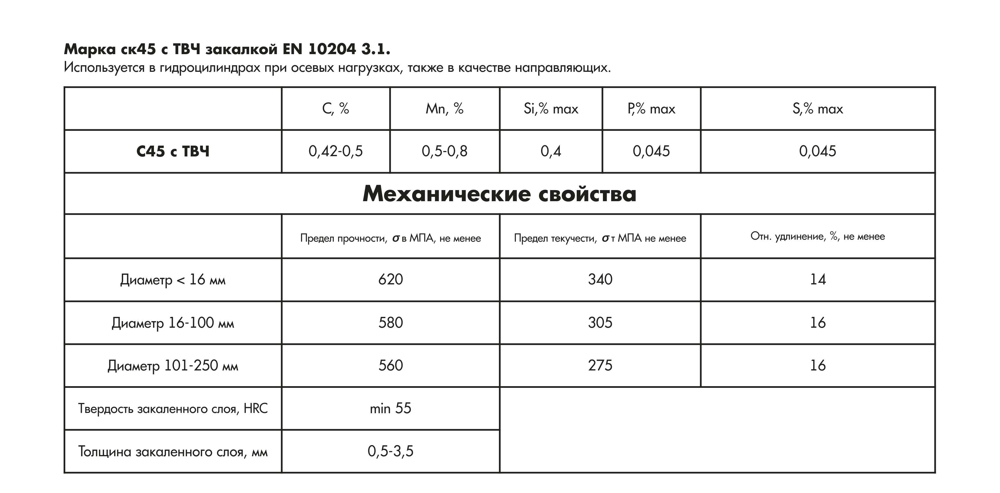 Марка ск45 с ТВЧ закалкой EN 10204 3.1.
Используется в гидроцилиндрах при осевых нагрузках, также в качестве направляющих.
C, % Mn, % Si,% max P,% max S,% max
С45 с ТВЧ 0,42-0,5 0,5-0,8 0,4 0,045 0,045
Механические свойства
Предел прочности, σ в МПА, не менее Предел текучести, σ т МПА не менее Отн. удлинение, %, не менее
Диаметр < 16 мм 620 340 14
Диаметр 16-100 мм 580 305 16
Диаметр 101-250 мм 560 275 16
Твердость закаленного слоя, HRC min 55
Толщина закаленного слоя, мм 0,5-3,5